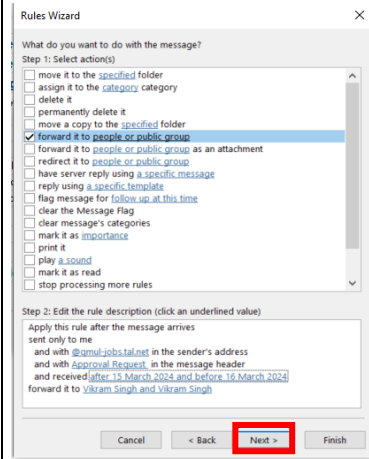 Rules Wizard
What do you want to do with the message?
Step 1: Select action(s)
move it to the specified folder
assign it to the category category
delete it
permanently delete it
move a copy to the specified folder
forward it to people or public group
forward it to people or public group as an attachment
redirect it to people or public group
have server reply using a specific message
reply using a specific template
flag message for follow up at this time
clear the Message Flag
clear message's categories
mark it as importance
print it
play a sound
mark it as read
stop processing more rules
Step 2: Edit the rule description (click an underlined value)
Apply this rule after the message arrives
sent only to me
and with @qmul-jobs.tal.net in the sender's address
and with Approval Request in the message header
and received after 15 March 2024 and before 16 March 2024
forward it to Vikram Singh and Vikram Singh
Cancel < Back Next > Finish